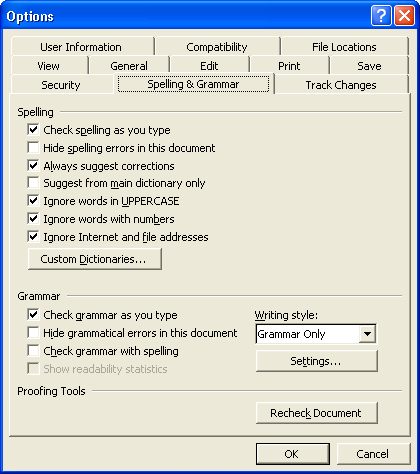 Options
User Information Compatibility File Locations
View General Edit Print Save
Security Spelling & Grammar Track Changes
Spelling
Check spelling as you type
Hide spelling errors in this document
Always suggest corrections
Suggest from main dictionary only
Ignore words in UPPERCASE
Ignore words with numbers
Ignore Internet and file addresses
Custom Dictionaries...
Grammar
Check grammar as you type Writing style:
Hide grammatical errors in this document Grammar Only
Check grammar with spelling Settings...
Show readability statistics
Proofing Tools
Recheck Document
OK Cancel